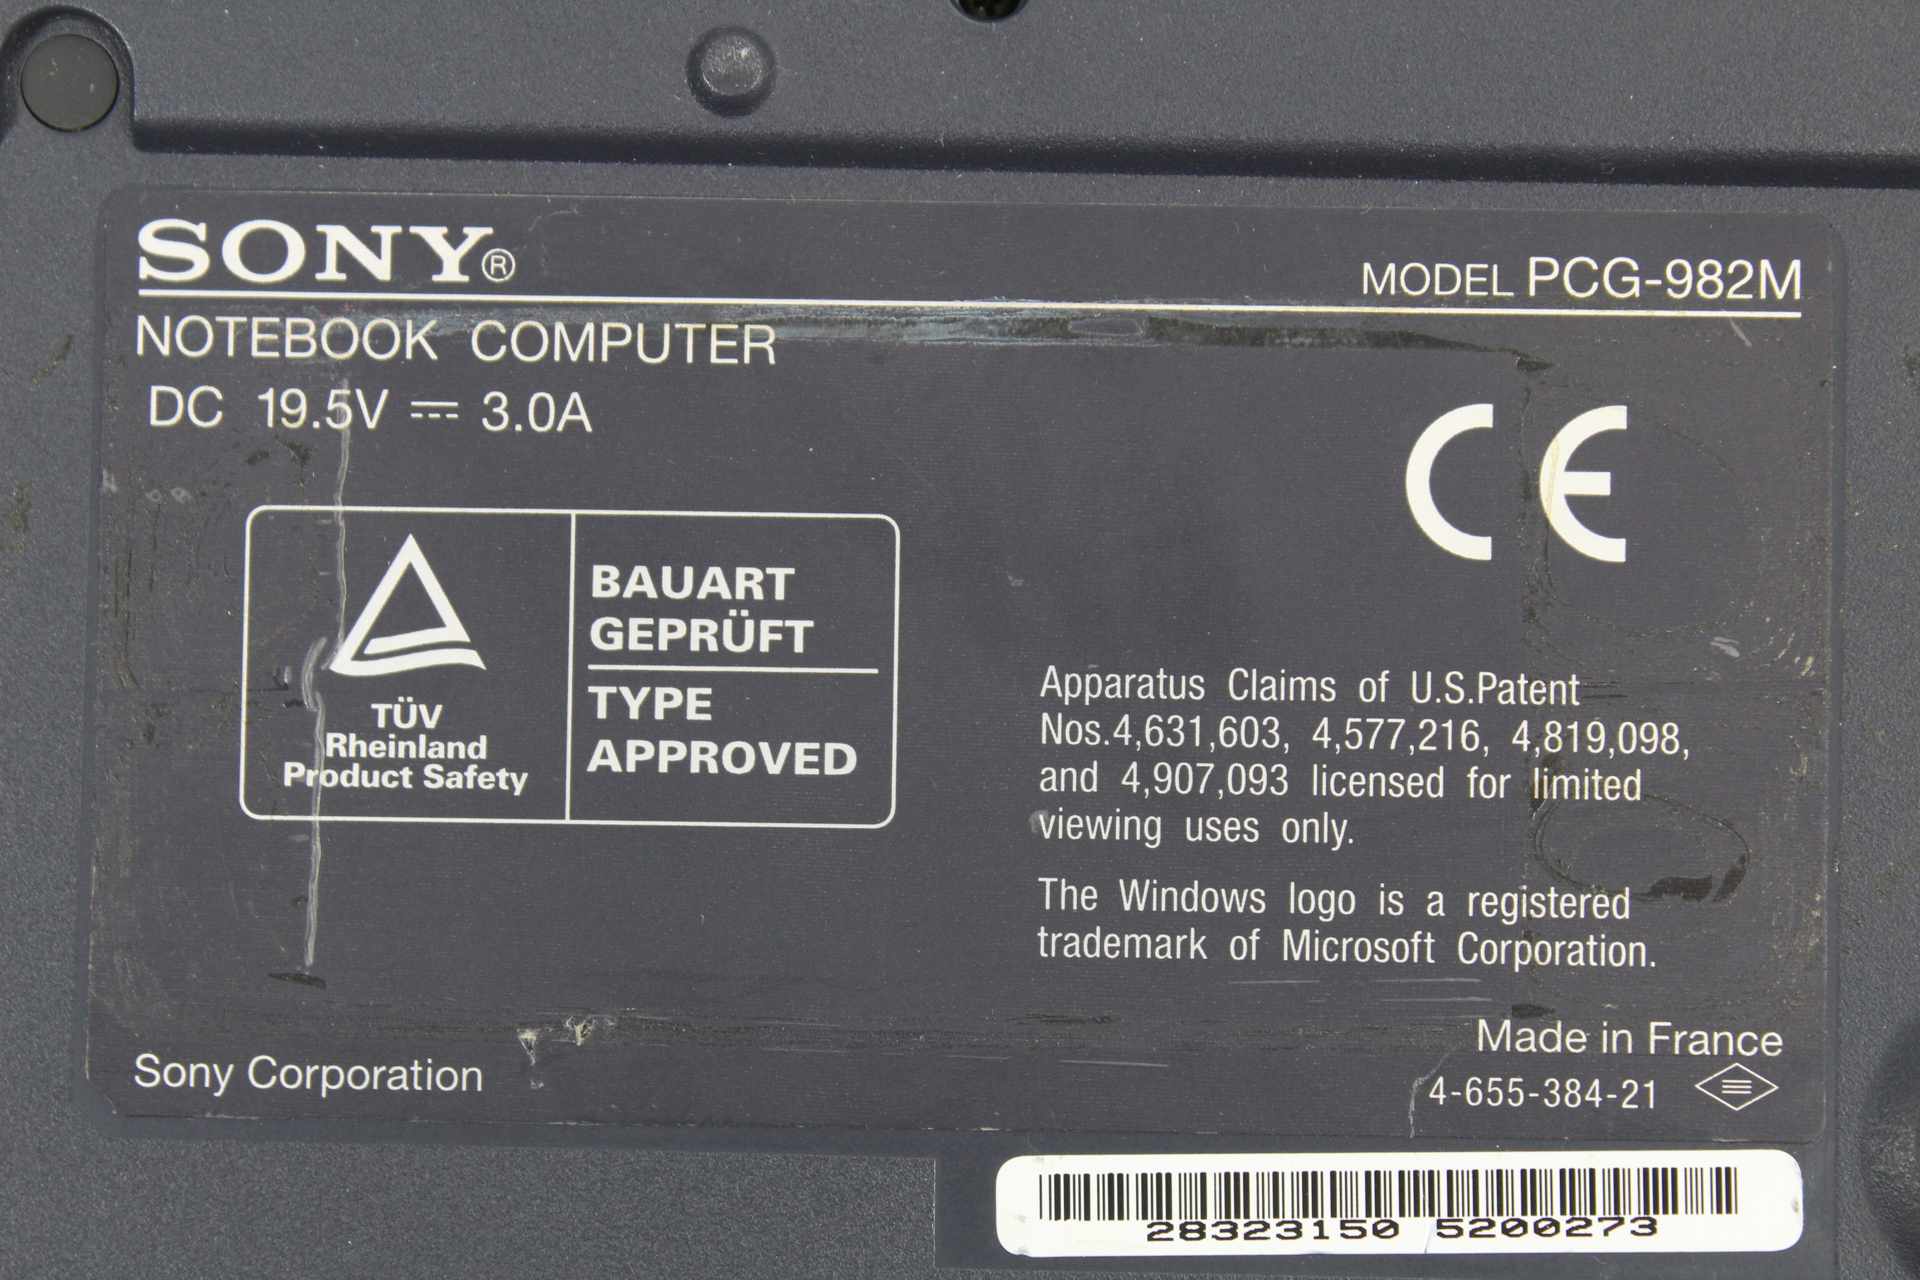 SONY®
MODEL PCG-982M
NOTEBOOK COMPUTER
DC 19.5V ⎓ 3.0A
CE
BAUART
GEPRÜFT
TYPE
APPROVED
TÜV
Rheinland
Product Safety
Apparatus Claims of U.S.Patent
Nos.4,631,603, 4,577,216, 4,819,098,
and 4,907,093 licensed for limited
viewing uses only.
The Windows logo is a registered
trademark of Microsoft Corporation.
Made in France
Sony Corporation
4-655-384-21
28323150 5200273